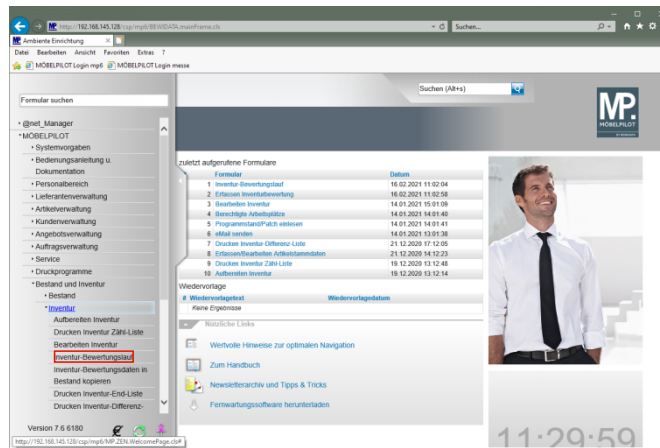 http://192.168.145.128/csp/mp6/BEWIDATA.mainFrame.cls
Suchen...
Ambiente Einrichtung
Datei Bearbeiten Ansicht Favoriten Extras ?
MÖBELPILOT Login mp6 MÖBELPILOT Login messe
Suchen (Alt+s)
Formular suchen
MP.
MÖBELPILOT
@net_Manager
MÖBELPILOT
Systemvorgaben
Bedienungsanleitung u.
Dokumentation
Personalbereich
Lieferantenverwaltung
Artikelverwaltung
Kundenverwaltung
Angebotsverwaltung
Auftragsverwaltung
Service
Druckprogramme
Bestand und Inventur
Bestand
Inventur
Aufbereiten Inventur
Drucken Inventur Zähl-Liste
Bearbeiten Inventur
Inventur-Bewertungslauf
Inventur-Bewertungsdaten in
Bestand kopieren
Drucken Inventur-End-Liste
Drucken Inventur-Differenz-
Version 7.6 6180
http://192.168.145.128/csp/mp6/MP.ZEN.WelcomePage.cls#
zuletzt aufgerufene Formulare
Formular Datum
1 Inventur-Bewertungslauf 16.02.2021 11:02:04
2 Erfassen Inventurbewertung 16.02.2021 11:02:58
3 Bearbeiten Inventur 14.01.2021 15:01:09
4 Berechtigte Arbeitsplätze 14.01.2021 14:01:40
5 Programmstand/Patch einlesen 14.01.2021 14:01:41
6 eMail senden 14.01.2021 13:01:38
7 Drucken Inventur-Differenz-Liste 21.12.2020 17:12:05
8 Erfassen/Bearbeiten Artikelstammdaten 21.12.2020 14:12:23
9 Drucken Inventur Zähl-Liste 19.12.2020 13:12:48
10 Aufbereiten Inventur 19.12.2020 13:12:14
Wiedervorlage
# Wiedervorlagetext Wiedervorlagedatum
Keine Ergebnisse
Nützliche Links
Wertvolle Hinweise zur optimalen Navigation
Zum Handbuch
Newsletterarchiv und Tipps & Tricks
Fernwartungssoftware herunterladen
11:29:59